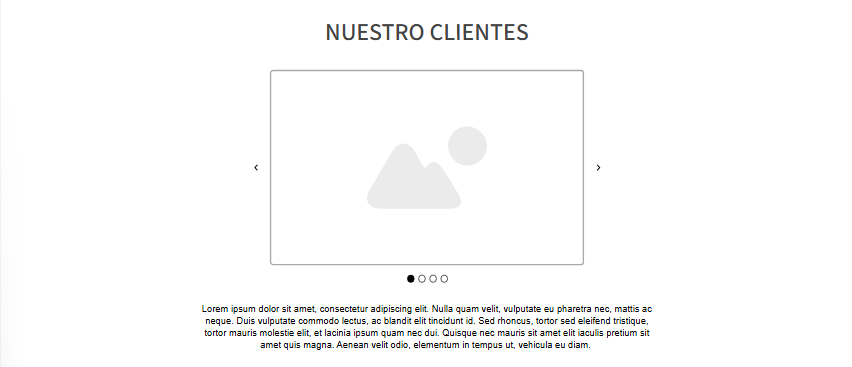 NUESTRO CLIENTES
Lorem ipsum dolor sit amet, consectetur adipiscing elit. Nulla quam velit, vulputate eu pharetra nec, mattis ac
neque. Duis vulputate commodo lectus, ac blandit elit tincidunt id. Sed rhoncus, tortor sed eleifend tristique,
tortor mauris molestie elit, et lacinia ipsum quam nec dui. Quisque nec mauris sit amet elit iaculis pretium sit
amet quis magna. Aenean velit odio, elementum in tempus ut, vehicula eu diam.